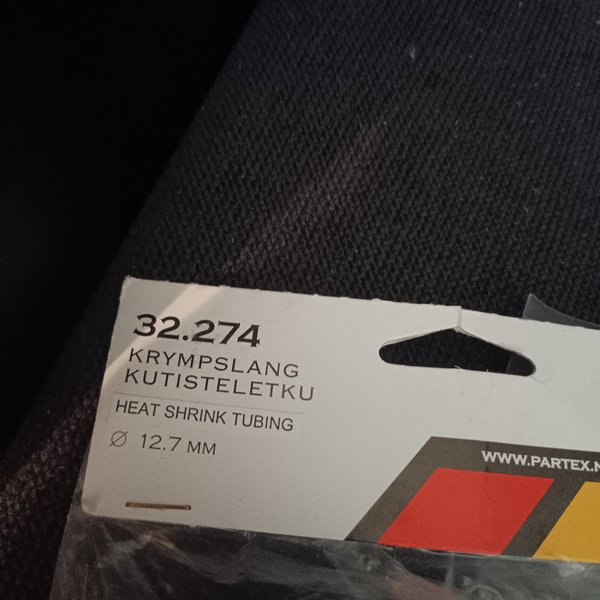 32.274
KRYMPSLANG
KUTISTELETKU
HEAT SHRINK TUBING
Ø 12.7 MM
WWW.PARTEX.N